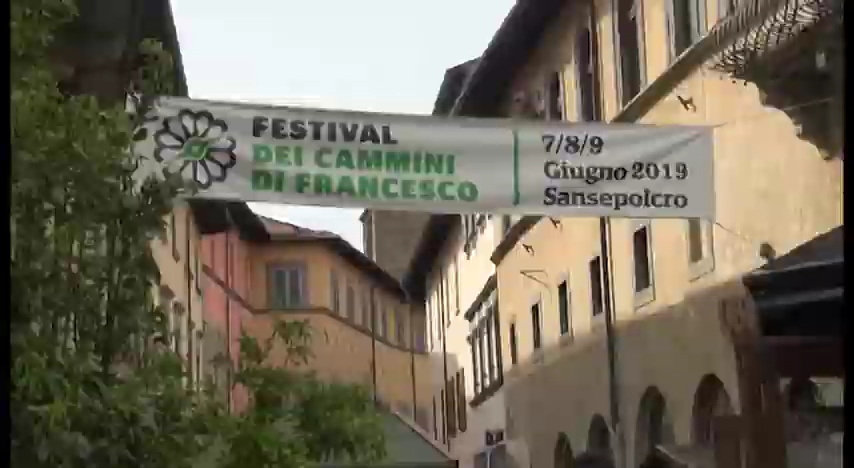 FESTIVAL
DEI CAMMINI
DI FRANCESCO
7/8/9
Giugno 2019
Sansepolcro